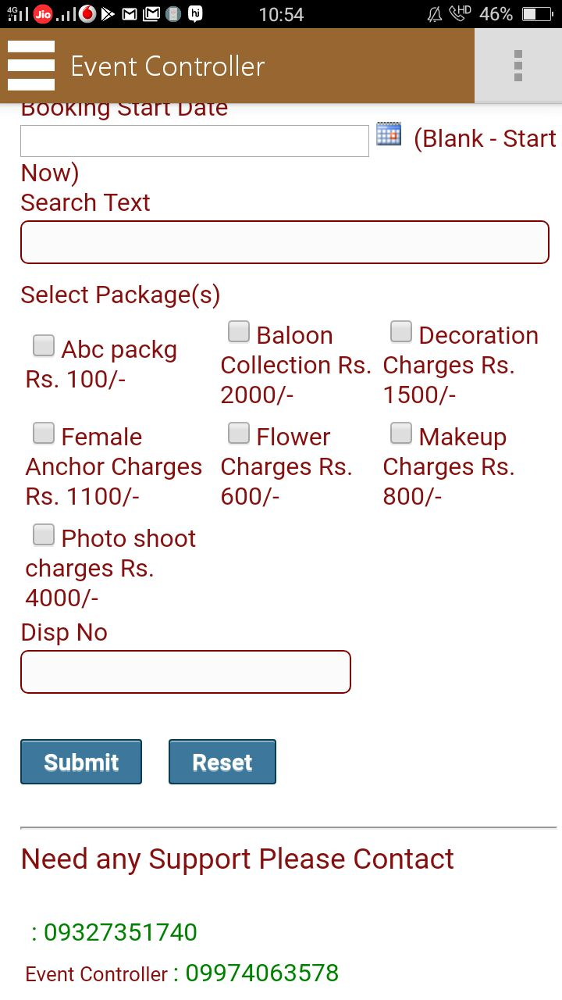 4G Jio hi 10:54 HD 46%
Event Controller
Booking Start Date
(Blank - Start
Now)
Search Text
Select Package(s)
Abc packg
Rs. 100/-
Baloon
Collection Rs.
2000/-
Decoration
Charges Rs.
1500/-
Female
Anchor Charges
Rs. 1100/-
Flower
Charges Rs.
600/-
Makeup
Charges Rs.
800/-
Photo shoot
charges Rs.
4000/-
Disp No
Submit Reset
Need any Support Please Contact
: 09327351740
Event Controller : 09974063578